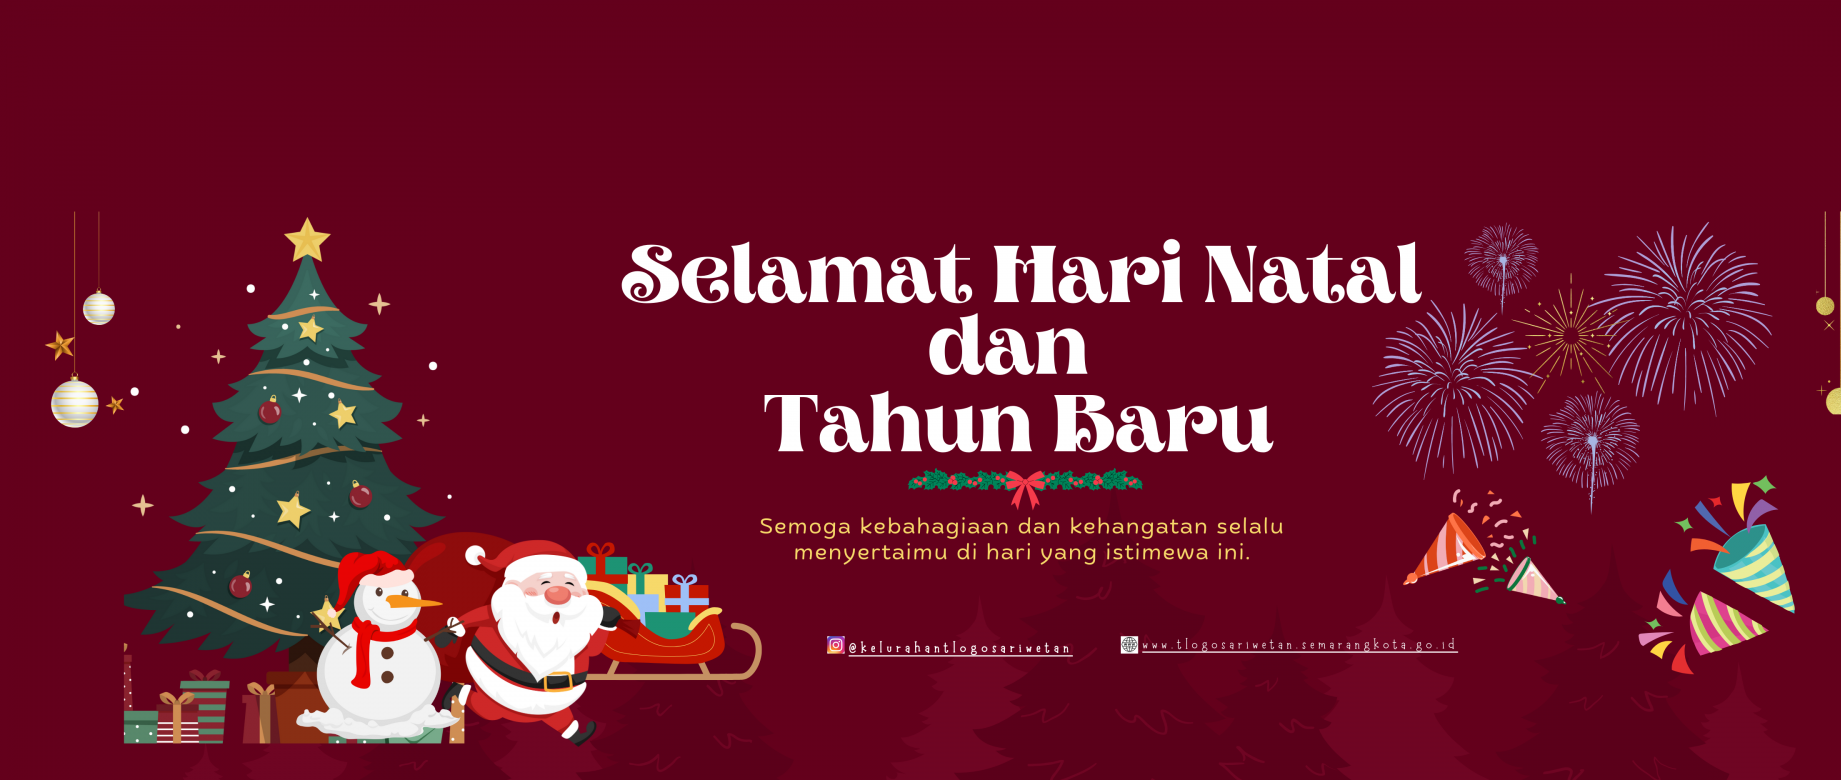 Selamat Hari Natal
dan
Tahun Baru
Semoga kebahagiaan dan kehangatan selalu
menyertaimu di hari yang istimewa ini.
@kelurahantlogosariwetan
www.tlogosariwetan.semarangkota.go.id